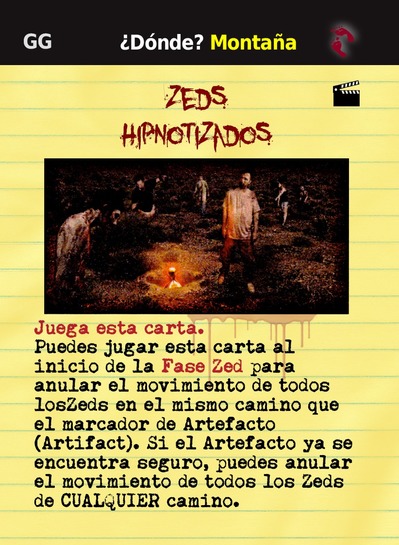 GG
¿Dónde? Montaña
ZEDS
HIPNOTIZADOS
Juega esta carta.
Puedes jugar esta carta al
inicio de la Fase Zed para
anular el movimiento de todos
losZeds en el mismo camino que
el marcador de Artefacto
(Artifact). Si el Artefacto ya se
encuentra seguro, puedes anular
el movimiento de todos los Zeds
de CUALQUIER camino.